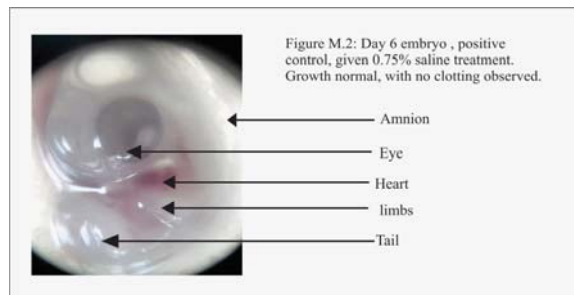 Figure M.2: Day 6 embryo , positive
control, given 0.75% saline treatment.
Growth normal, with no clotting observed.
Amnion
Eye
Heart
limbs
Tail